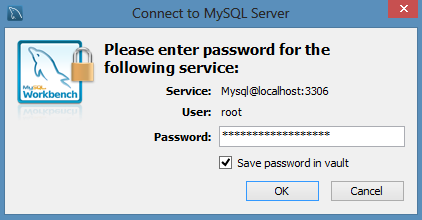 Connect to MySQL Server
Please enter password for the
following service:
MySQL
Workbench
Service: Mysql@localhost:3306
User: root
Password: ******************
Save password in vault
OK Cancel